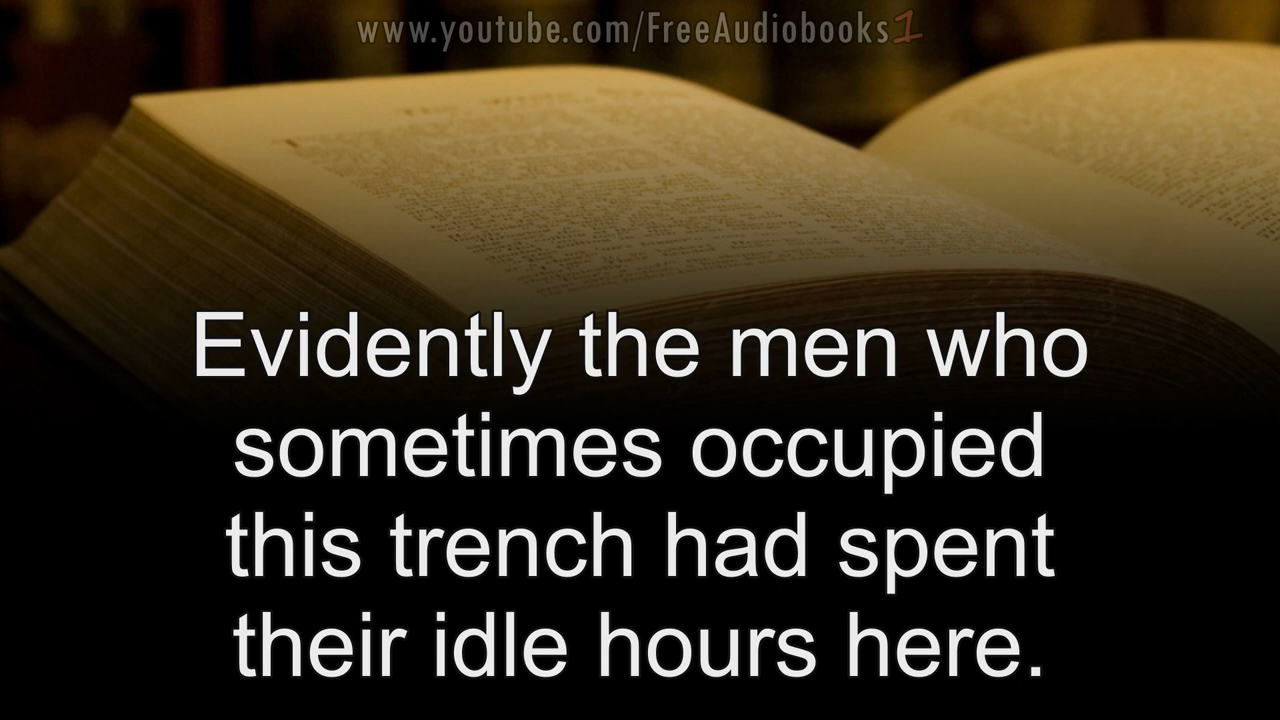 www.youtube.com/FreeAudiobooks1
Evidently the men who
sometimes occupied
this trench had spent
their idle hours here.